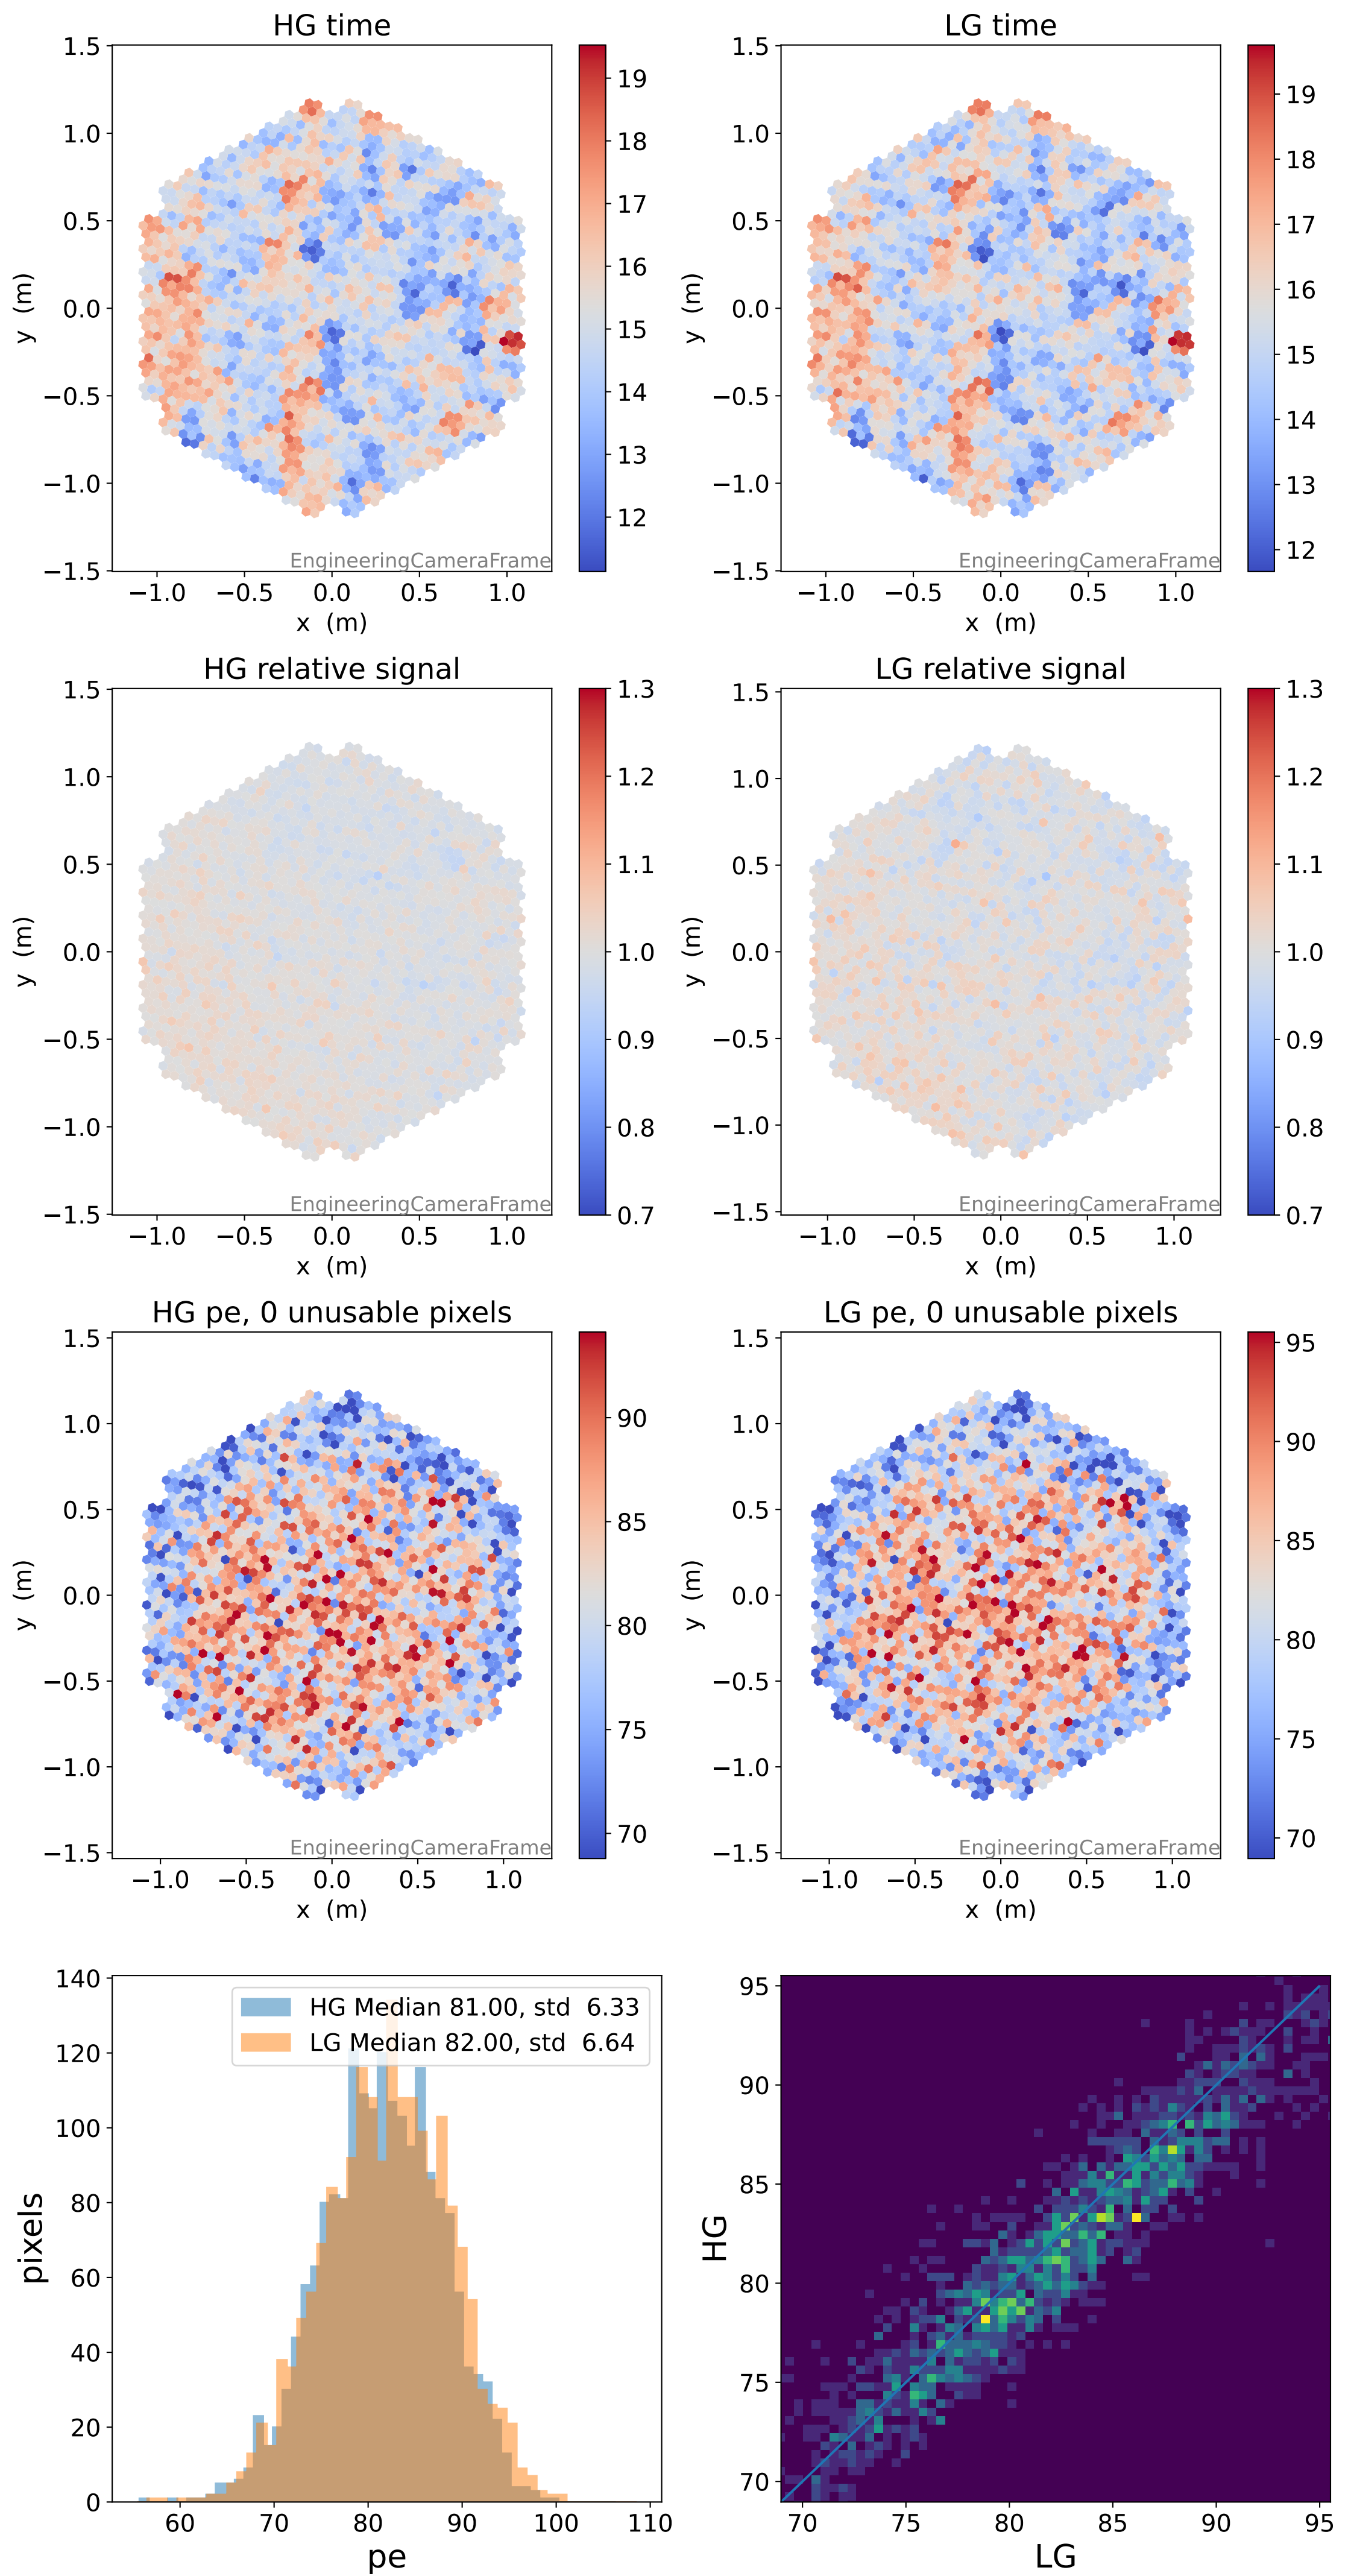 HG time
LG time
1.5
1.0
0.5
0.0
−0.5
−1.0
−1.5
y (m)
−1.0 −0.5 0.0 0.5 1.0
x (m)
EngineeringCameraFrame
19
18
17
16
15
14
13
12
1.5
1.0
0.5
0.0
−0.5
−1.0
−1.5
y (m)
−1.0 −0.5 0.0 0.5 1.0
x (m)
EngineeringCameraFrame
19
18
17
16
15
14
13
12
HG relative signal
LG relative signal
1.5
1.0
0.5
0.0
−0.5
−1.0
−1.5
y (m)
−1.0 −0.5 0.0 0.5 1.0
x (m)
EngineeringCameraFrame
1.3
1.2
1.1
1.0
0.9
0.8
0.7
1.5
1.0
0.5
0.0
−0.5
−1.0
−1.5
y (m)
−1.0 −0.5 0.0 0.5 1.0
x (m)
EngineeringCameraFrame
1.3
1.2
1.1
1.0
0.9
0.8
0.7
HG pe, 0 unusable pixels
LG pe, 0 unusable pixels
1.5
1.0
0.5
0.0
−0.5
−1.0
−1.5
y (m)
−1.0 −0.5 0.0 0.5 1.0
x (m)
EngineeringCameraFrame
90
85
80
75
70
1.5
1.0
0.5
0.0
−0.5
−1.0
−1.5
y (m)
−1.0 −0.5 0.0 0.5 1.0
x (m)
EngineeringCameraFrame
95
90
85
80
75
70
140
120
100
80
60
40
20
0
pixels
HG Median 81.00, std 6.33
LG Median 82.00, std 6.64
60 70 80 90 100 110
pe
95
90
85
80
75
70
HG
70 75 80 85 90 95
LG